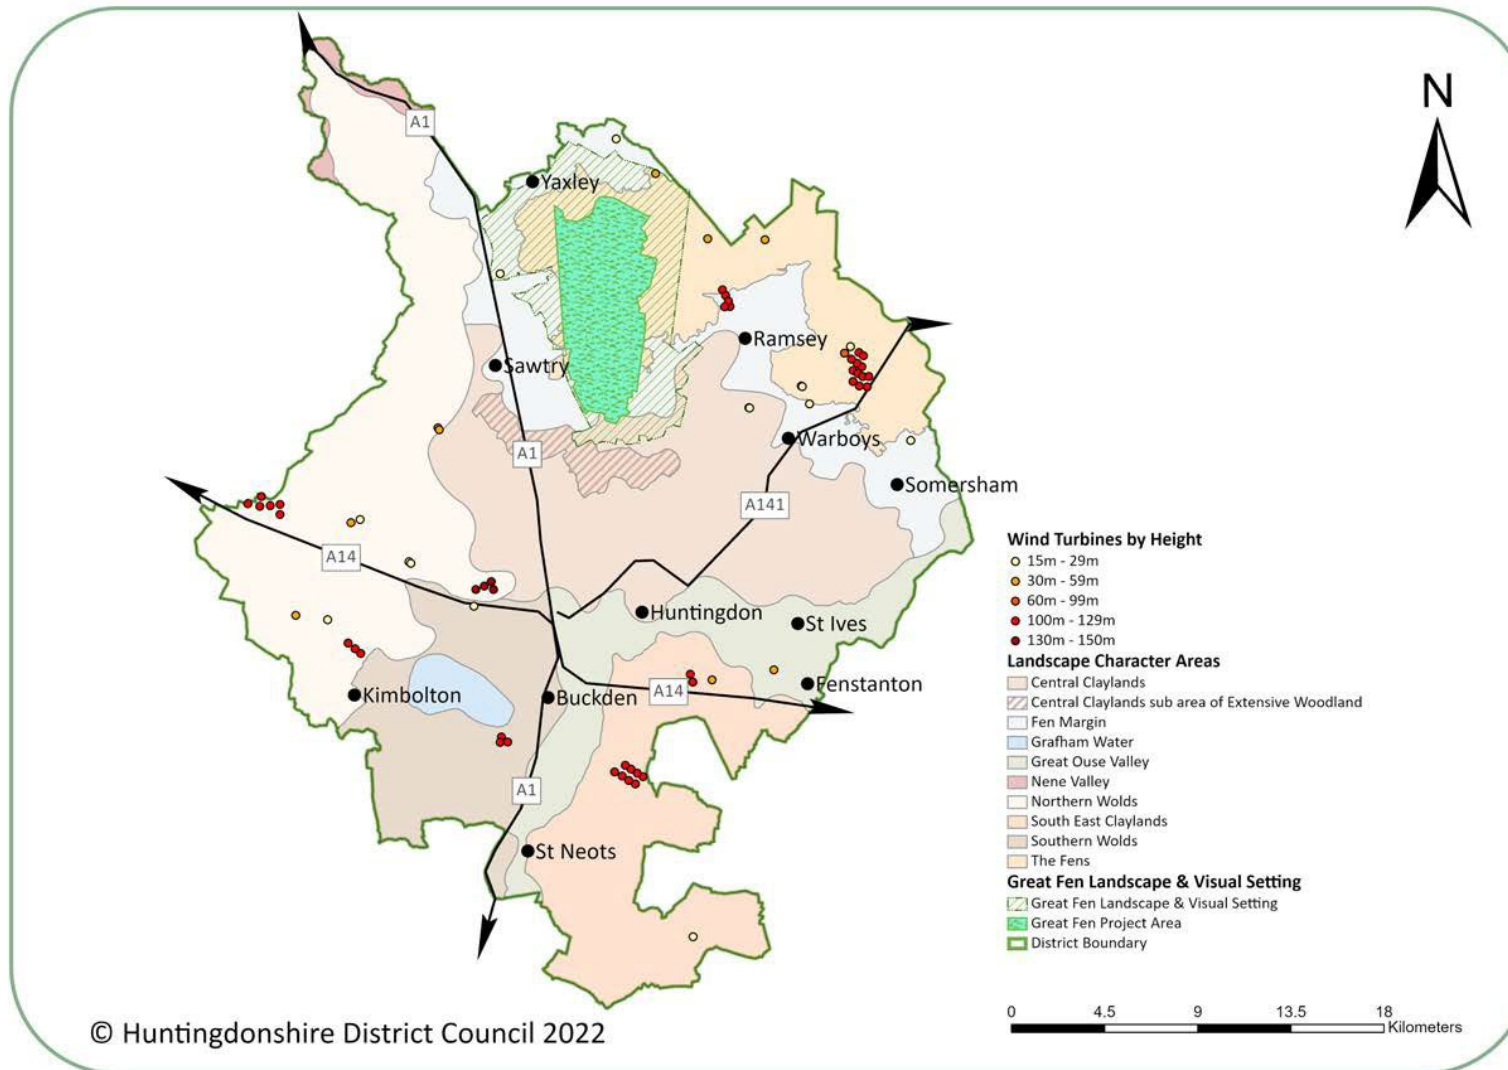 N
A1
Yaxley
Ramsey
Sawtry
Warboys
A1
Somersham
A141
A14
Huntingdon
St Ives
Kimbolton
Buckden
A14
Fenstanton
A1
St Neots
Wind Turbines by Height
15m - 29m
30m - 59m
60m - 99m
100m - 129m
130m - 150m
Landscape Character Areas
Central Claylands
Central Claylands sub area of Extensive Woodland
Fen Margin
Grafham Water
Great Ouse Valley
Nene Valley
Northern Wolds
South East Claylands
Southern Wolds
The Fens
Great Fen Landscape & Visual Setting
Great Fen Landscape & Visual Setting
Great Fen Project Area
District Boundary
0 4.5 9 13.5 18
Kilometers
© Huntingdonshire District Council 2022